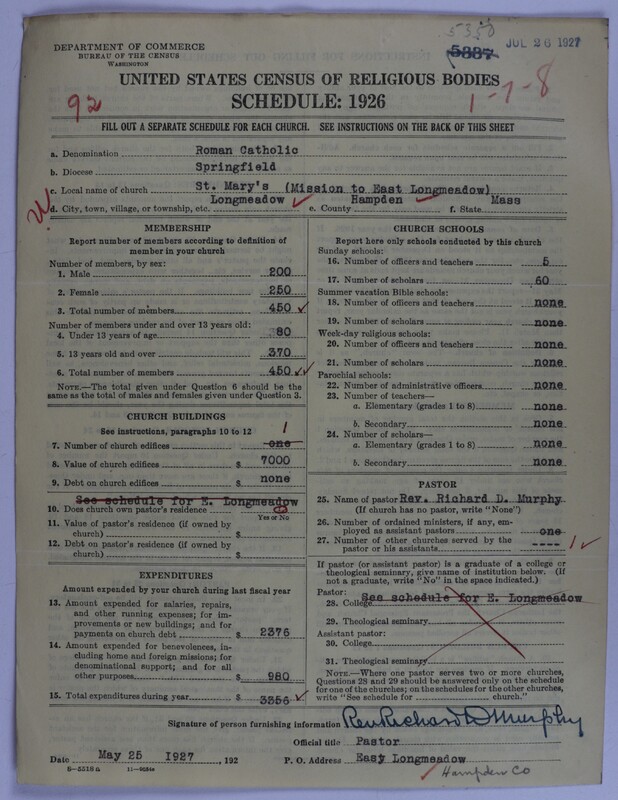 5358
5887
JUL 26 1927
DEPARTMENT OF COMMERCE
BUREAU OF THE CENSUS
WASHINGTON
UNITED STATES CENSUS OF RELIGIOUS BODIES
SCHEDULE: 1926
92
1-7-8
FILL OUT A SEPARATE SCHEDULE FOR EACH CHURCH. SEE INSTRUCTIONS ON THE BACK OF THIS SHEET
a. Denomination Roman Catholic
b. Diocese Springfield
c. Local name of church St. Mary's (Mission to East Longmeadow)
d. City, town, village, or township, etc. Longmeadow e. County Hampden f. State Mass
MEMBERSHIP
Report number of members according to definition of
member in your church
Number of members, by sex:
1. Male 200
2. Female 250
3. Total number of members 450
Number of members under and over 13 years old:
4. Under 13 years of age 80
5. 13 years old and over 370
6. Total number of members 450
NOTE.—The total given under Question 6 should be
the same as the total of males and females given under Question 3.
CHURCH BUILDINGS
See instructions, paragraphs 10 to 12
1
7. Number of church edifices one
8. Value of church edifices $ 7000
9. Debt on church edifices $ none
See schedule for E. Longmeadow
10. Does church own pastor's residence
Yes or No
11. Value of pastor's residence (if owned by
church) $
12. Debt on pastor's residence (if owned by
church) $
EXPENDITURES
Amount expended by your church during last fiscal year
13. Amount expended for salaries, repairs,
and other running expenses; for im-
provements or new buildings; and for
payments on church debt $ 2376
14. Amount expended for benevolences, in-
cluding home and foreign missions; for
denominational support; and for all
other purposes $ 980
15. Total expenditures during year $ 3356
CHURCH SCHOOLS
Report here only schools conducted by this church
Sunday schools:
16. Number of officers and teachers 5
17. Number of scholars 60
Summer vacation Bible schools:
18. Number of officers and teachers none
19. Number of scholars none
Week-day religious schools:
20. Number of officers and teachers none
21. Number of scholars none
Parochial schools:
22. Number of administrative officers none
23. Number of teachers—
a. Elementary (grades 1 to 8) none
b. Secondary none
24. Number of scholars—
a. Elementary (grades 1 to 8) none
b. Secondary none
PASTOR
25. Name of pastor Rev. Richard D. Murphy
(If church has no pastor, write "None")
26. Number of ordained ministers, if any, em-
ployed as assistant pastors one
27. Number of other churches served by the
pastor or his assistants ---- 1
If pastor (or assistant pastor) is a graduate of a college or
theological seminary, give name of institution below. (If
not a graduate, write "No" in the space indicated.)
Pastor:
28. College See schedule for E. Longmeadow
29. Theological seminary
Assistant pastor:
30. College
31. Theological seminary
NOTE.—Where one pastor serves two or more churches,
Questions 28 and 29 should be answered only on the schedule
for one of the churches; on the schedules for the other churches,
write "See schedule for church."
Signature of person furnishing information Rev Richard D Murphy
Official title Pastor
Date May 25 1927 , 192 P. O. Address East Longmeadow
Hampden Co
8-5518a